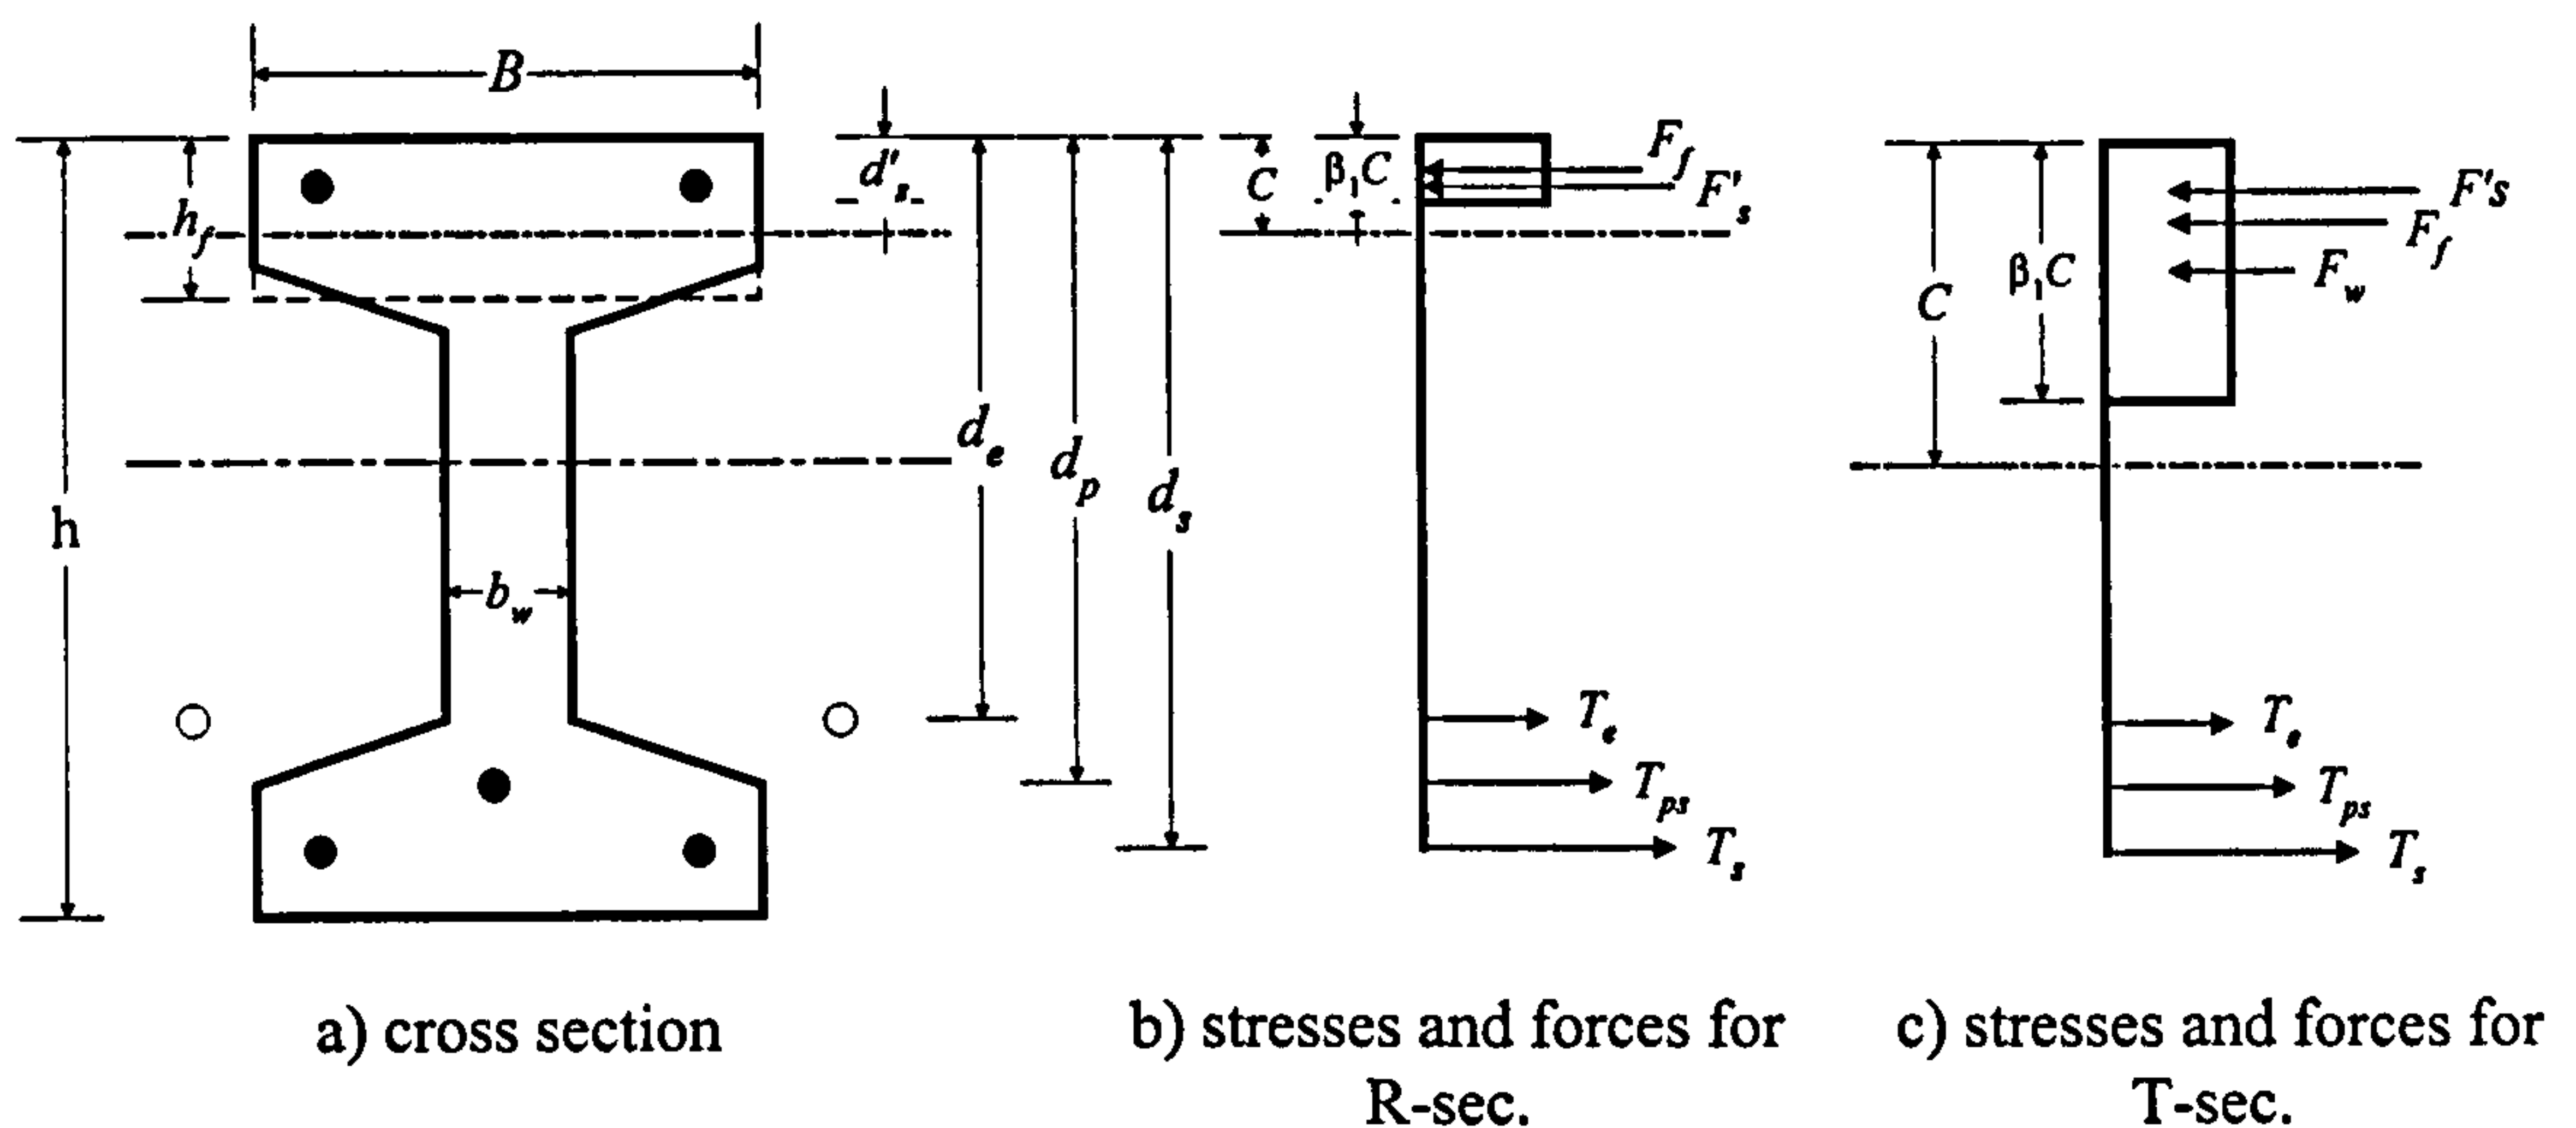 B
h
h_f
b_w
d'_s
d_e
d_p
d_s
C
β₁C
F_f
F'_s
T_e
T_ps
T_s
C
β₁C
F's
F_f
F_w
T_e
T_ps
T_s
a) cross section
b) stresses and forces for
R-sec.
c) stresses and forces for
T-sec.